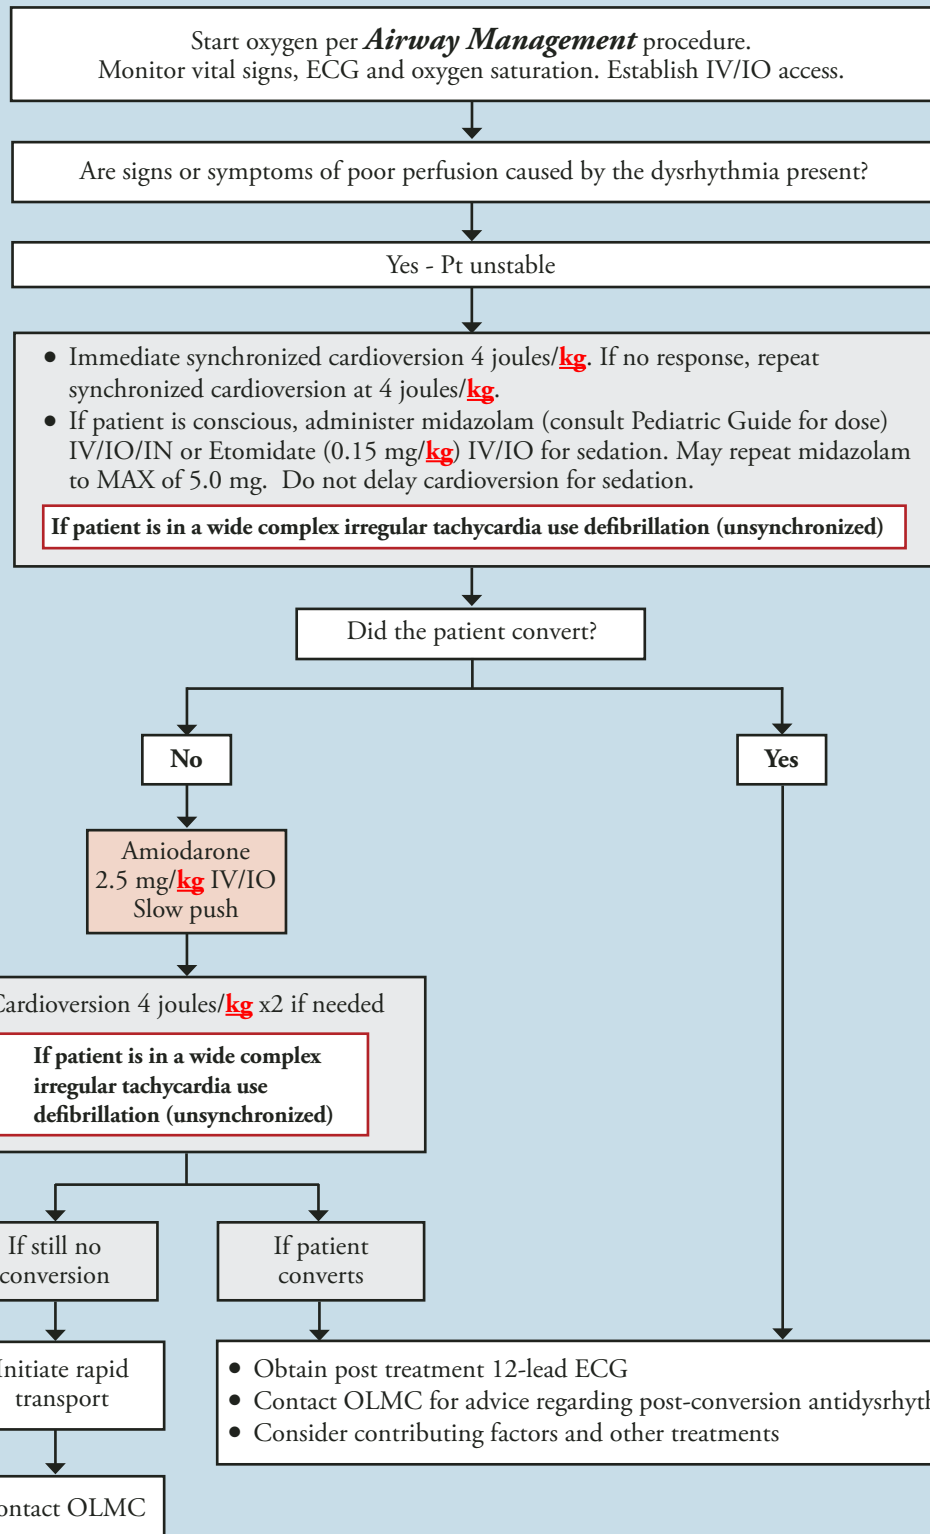 Start oxygen per Airway Management procedure.
Monitor vital signs, ECG and oxygen saturation. Establish IV/IO access.
Are signs or symptoms of poor perfusion caused by the dysrhythmia present?
Yes - Pt unstable
• Immediate synchronized cardioversion 4 joules/kg. If no response, repeat
synchronized cardioversion at 4 joules/kg.
• If patient is conscious, administer midazolam (consult Pediatric Guide for dose)
IV/IO/IN or Etomidate (0.15 mg/kg) IV/IO for sedation. May repeat midazolam
to MAX of 5.0 mg. Do not delay cardioversion for sedation.
If patient is in a wide complex irregular tachycardia use defibrillation (unsynchronized)
Did the patient convert?
No
Yes
Amiodarone
2.5 mg/kg IV/IO
Slow push
Cardioversion 4 joules/kg x2 if needed
If patient is in a wide complex
irregular tachycardia use
defibrillation (unsynchronized)
If still no
conversion
If patient
converts
Initiate rapid
transport
• Obtain post treatment 12-lead ECG
• Contact OLMC for advice regarding post-conversion antidysrhyth
• Consider contributing factors and other treatments
ontact OLMC